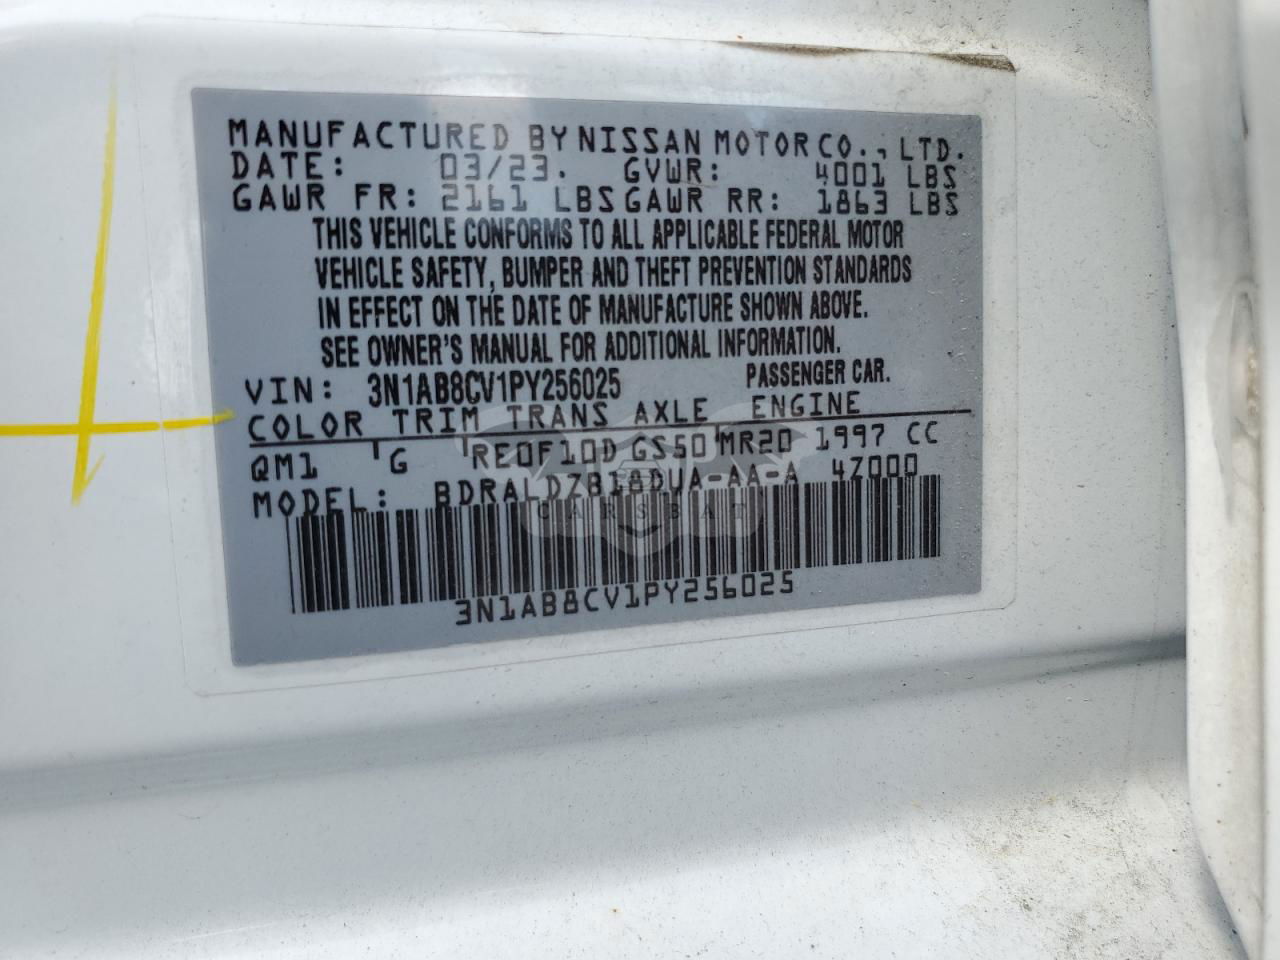 MANUFACTURED BY NISSAN MOTOR CO., LTD.
DATE: 03/23. GVWR: 4001 LBS
GAWR FR: 2161 LBS GAWR RR: 1863 LBS
THIS VEHICLE CONFORMS TO ALL APPLICABLE FEDERAL MOTOR
VEHICLE SAFETY, BUMPER AND THEFT PREVENTION STANDARDS
IN EFFECT ON THE DATE OF MANUFACTURE SHOWN ABOVE.
SEE OWNER'S MANUAL FOR ADDITIONAL INFORMATION.
VIN: 3N1AB8CV1PY256025 PASSENGER CAR.
COLOR TRIM TRANS AXLE ENGINE
QM1 G RE0F10D GS50 MR20 1997 CC
MODEL: BDRALDZB18DUA-AA-A 4Z000
CARSBAT
3N1AB8CV1PY256025